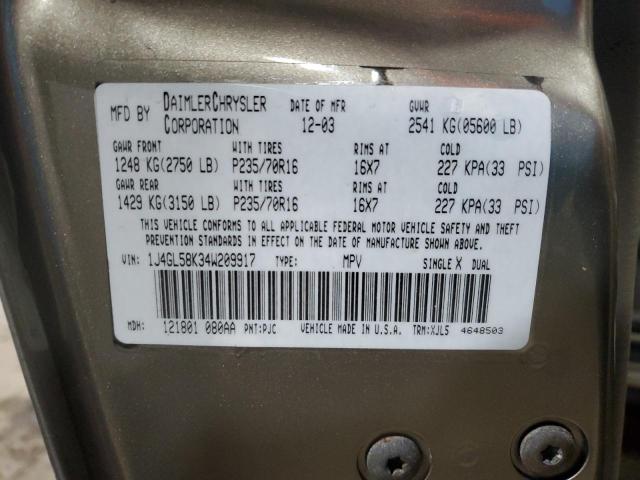 MFD BY DAIMLERCHRYSLER CORPORATION DATE OF MFR 12-03 GVWR 2541 KG(05600 LB)
GAWR FRONT WITH TIRES RIMS AT COLD
1248 KG(2750 LB) P235/70R16 16X7 227 KPA(33 PSI)
GAWR REAR WITH TIRES RIMS AT COLD
1429 KG(3150 LB) P235/70R16 16X7 227 KPA(33 PSI)
THIS VEHICLE CONFORMS TO ALL APPLICABLE FEDERAL MOTOR VEHICLE SAFETY AND THEFT
PREVENTION STANDARDS IN EFFECT ON THE DATE OF MANUFACTURE SHOWN ABOVE.
VIN: 1J4GL58K34W209917 TYPE: MPV SINGLE X DUAL
MDH: 121801 080AA PNT:PJC VEHICLE MADE IN U.S.A. TRM:XJL5 4648503